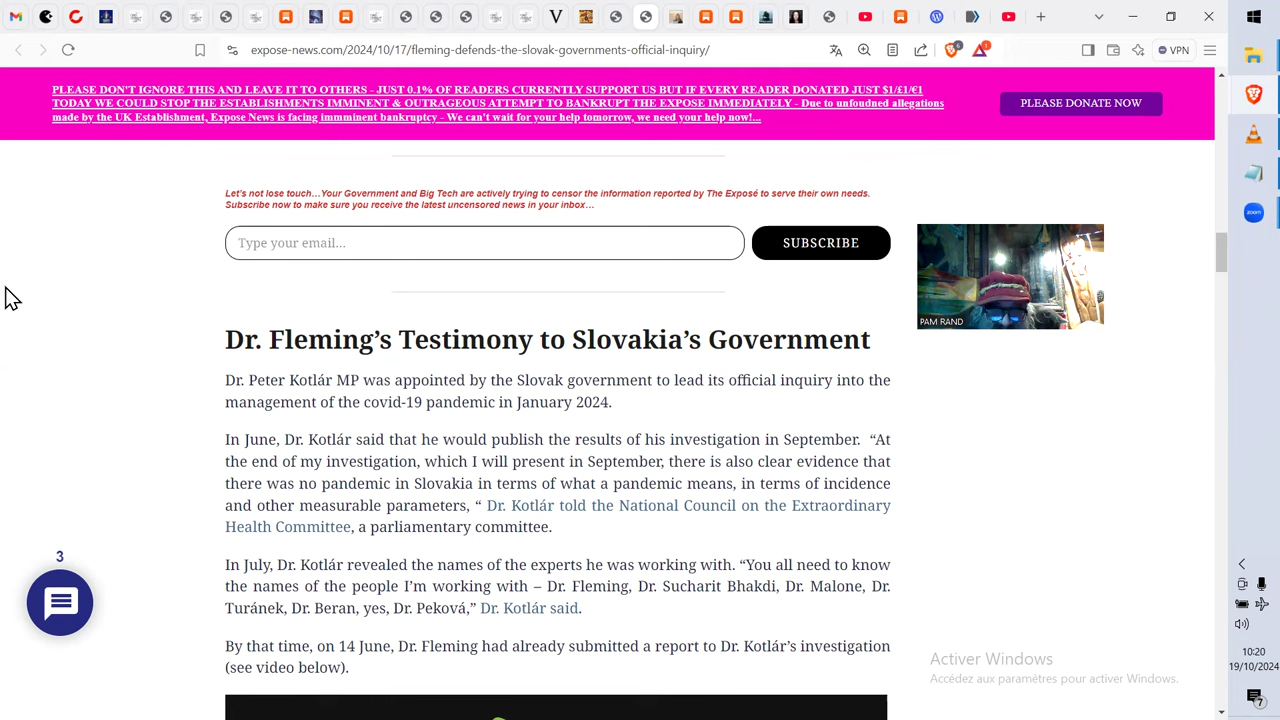 expose-news.com/2024/10/17/fleming-defends-the-slovak-governments-official-inquiry/
6
1
VPN
PLEASE DON'T IGNORE THIS AND LEAVE IT TO OTHERS - JUST 0.1% OF READERS CURRENTLY SUPPORT US BUT IF EVERY READER DONATED JUST $1/£1/€1
TODAY WE COULD STOP THE ESTABLISHMENTS IMMINENT & OUTRAGEOUS ATTEMPT TO BANKRUPT THE EXPOSE IMMEDIATELY - Due to unfoudned allegations
made by the UK Establishment, Expose News is facing immminent bankruptcy - We can't wait for your help tomorrow, we need your help now!...
PLEASE DONATE NOW
Let's not lose touch…Your Government and Big Tech are actively trying to censor the information reported by The Exposé to serve their own needs.
Subscribe now to make sure you receive the latest uncensored news in your inbox…
Type your email…
SUBSCRIBE
PAM RAND
zoom
Dr. Fleming’s Testimony to Slovakia’s Government
Dr. Peter Kotlár MP was appointed by the Slovak government to lead its official inquiry into the
management of the covid-19 pandemic in January 2024.
In June, Dr. Kotlár said that he would publish the results of his investigation in September.  “At
the end of my investigation, which I will present in September, there is also clear evidence that
there was no pandemic in Slovakia in terms of what a pandemic means, in terms of incidence
and other measurable parameters, “ Dr. Kotlár told the National Council on the Extraordinary
Health Committee, a parliamentary committee.
In July, Dr. Kotlár revealed the names of the experts he was working with. “You all need to know
the names of the people I’m working with – Dr. Fleming, Dr. Sucharit Bhakdi, Dr. Malone, Dr.
Turánek, Dr. Beran, yes, Dr. Peková,” Dr. Kotlár said.
By that time, on 14 June, Dr. Fleming had already submitted a report to Dr. Kotlár’s investigation
(see video below).
3
Activer Windows
Accédez aux paramètres pour activer Windows.
10:20
19/10/2024
7